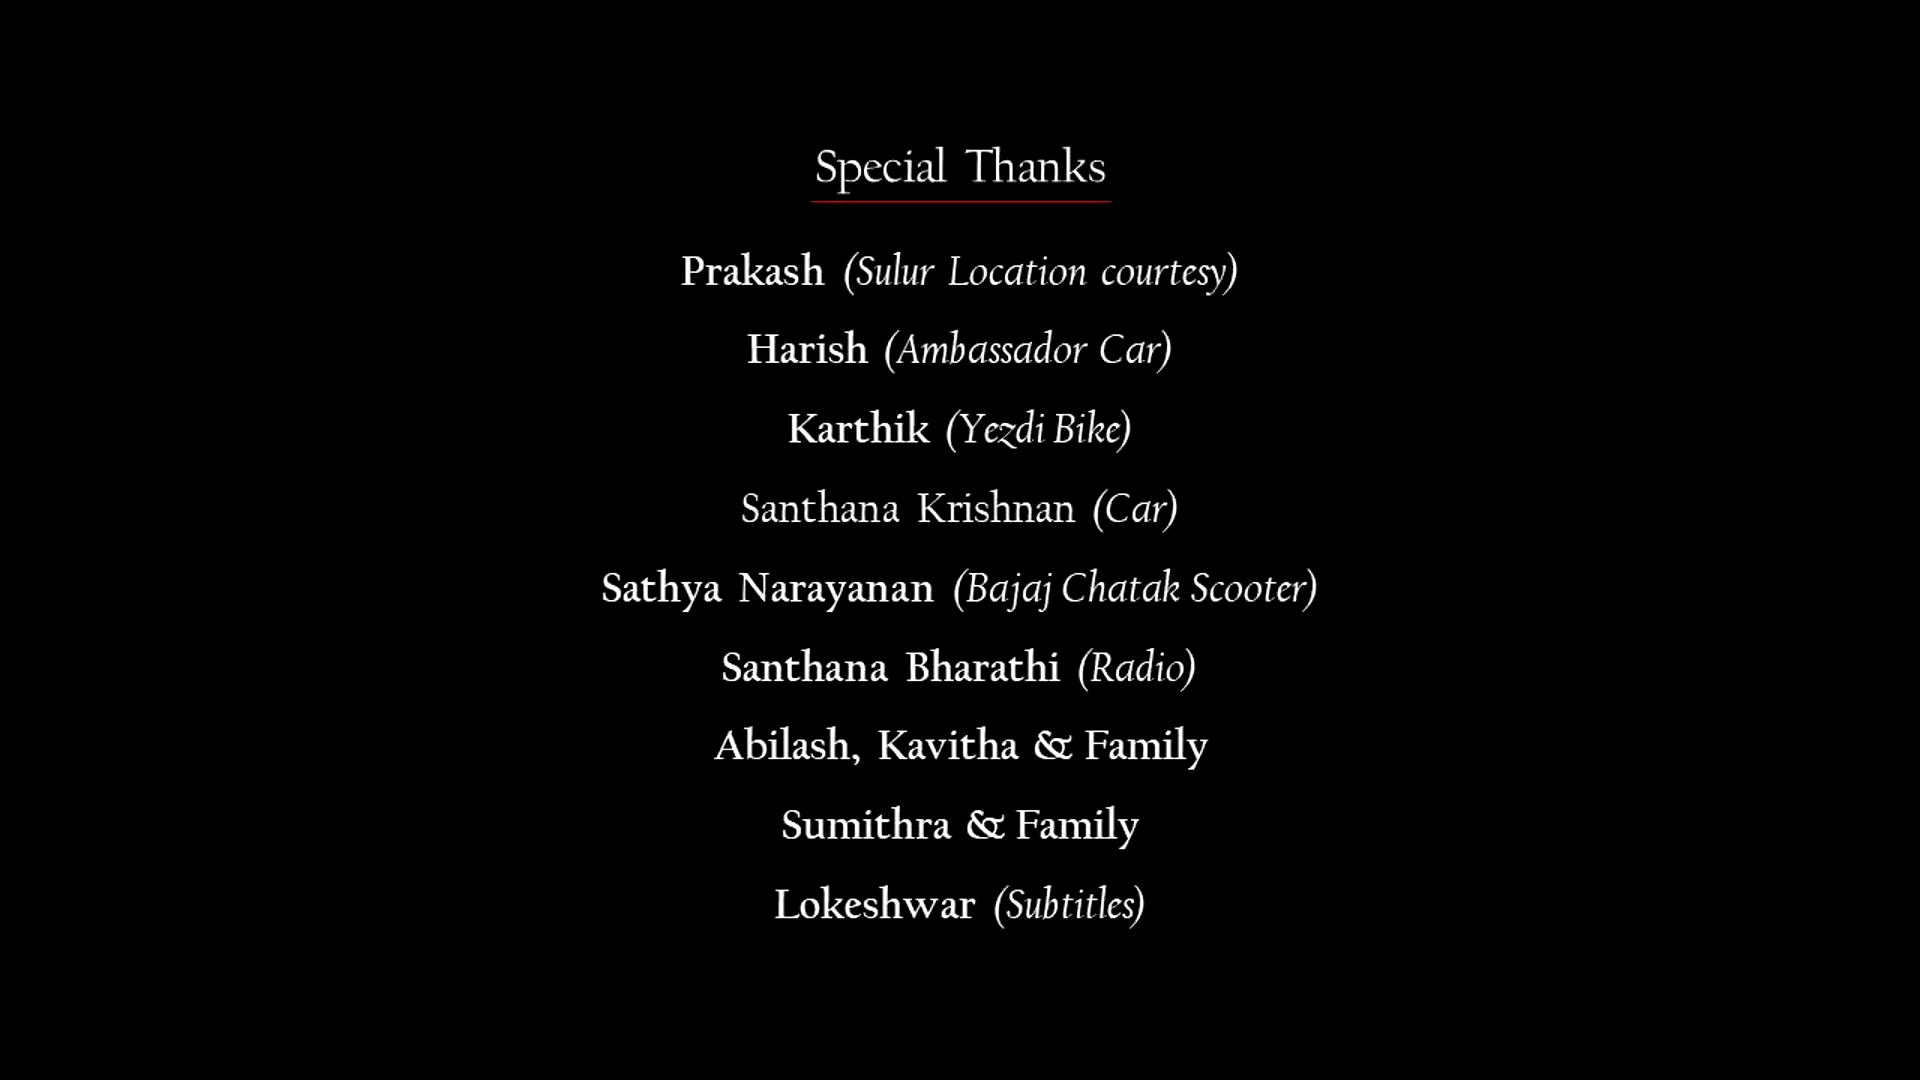 Special Thanks
Prakash (Sulur Location courtesy)
Harish (Ambassador Car)
Karthik (Yezdi Bike)
Santhana Krishnan (Car)
Sathya Narayanan (Bajaj Chatak Scooter)
Santhana Bharathi (Radio)
Abilash, Kavitha & Family
Sumithra & Family
Lokeshwar (Subtitles)